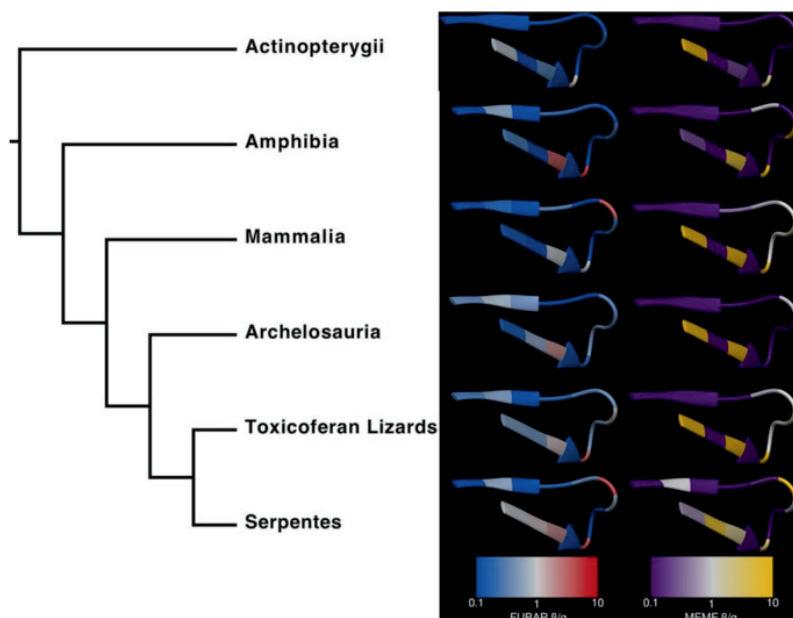 Actinopterygii
Amphibia
Mammalia
Archelosauria
Toxicoferan Lizards
Serpentes
0.1 1 10 0.1 1 10